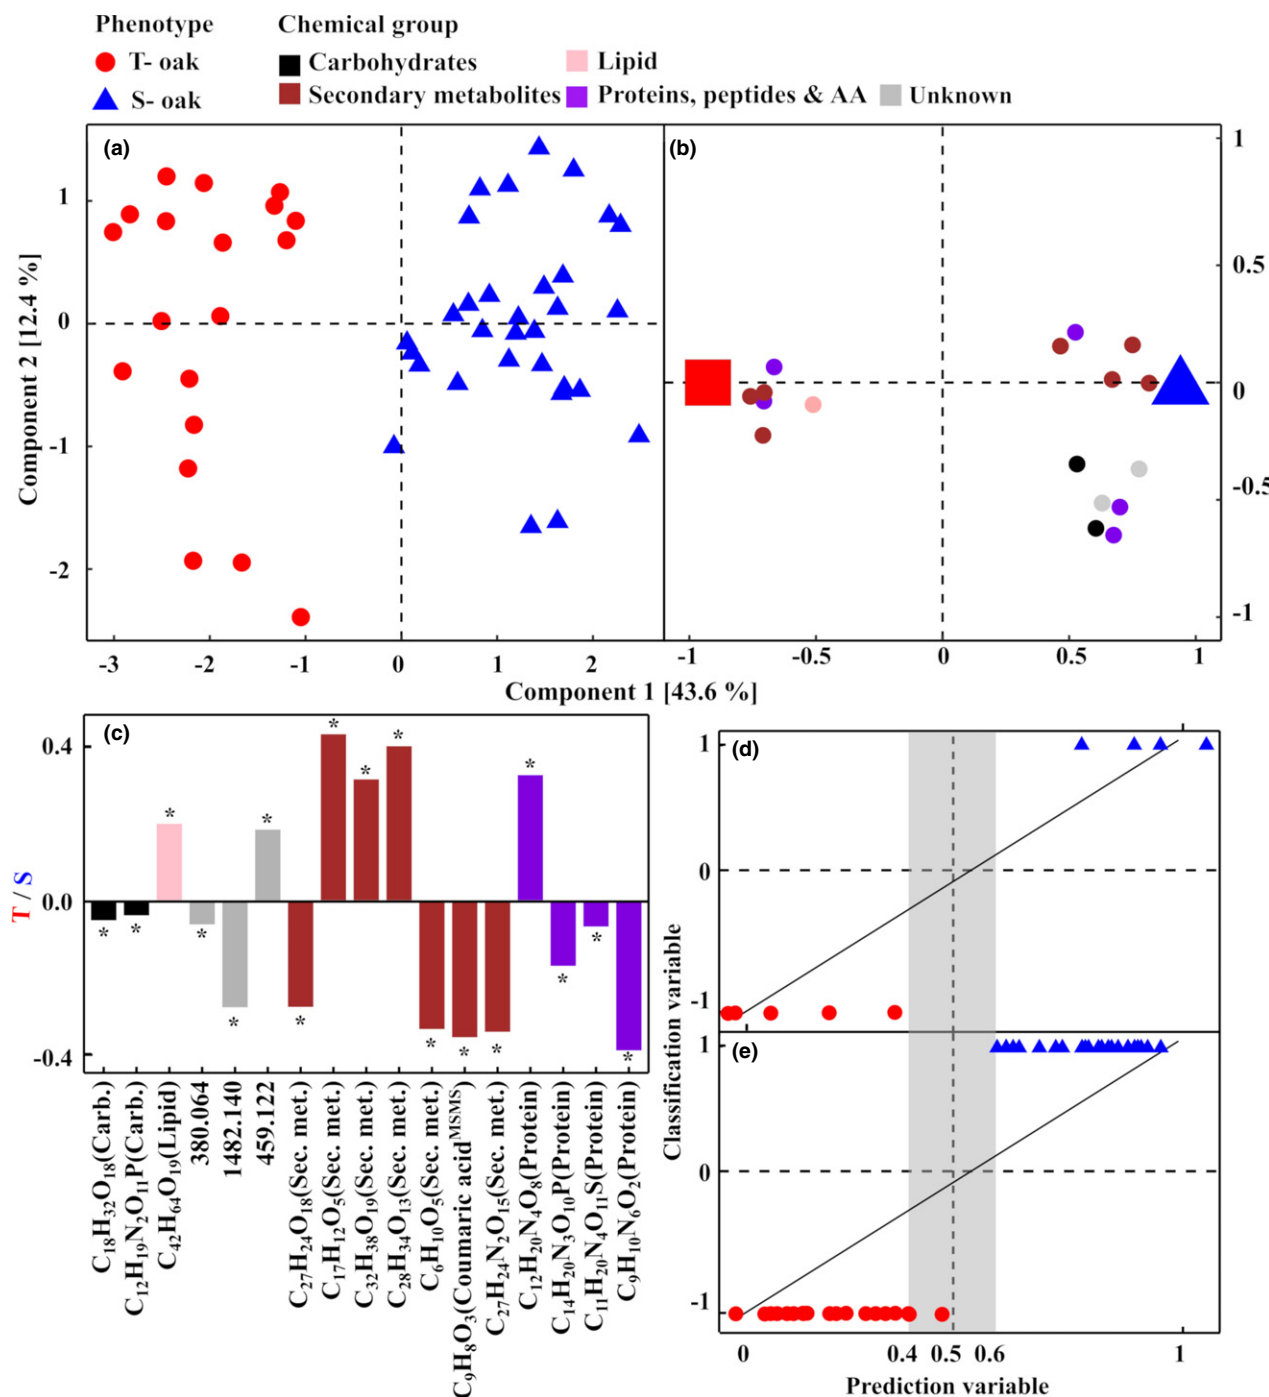 Phenotype Chemical group
T- oak Carbohydrates Lipid
S- oak Secondary metabolites Proteins, peptides & AA Unknown
(a) (b)
1
0
-1
-2
Component 2 [12.4 %]
1
0.5
0
-0.5
-1
-3 -2 -1 0 1 2 -1 -0.5 0 0.5 1
Component 1 [43.6 %]
(c)
0.4
0.0
-0.4
T / S
* * * * * * * * * * * * * * * * *
C18H32O18(Carb.)
C12H19N2O11P(Carb.)
C42H64O19(Lipid)
380.064
1482.140
459.122
C27H24O18(Sec. met.)
C17H12O5(Sec. met.)
C32H38O19(Sec. met.)
C28H34O13(Sec. met.)
C6H10O5(Sec. met.)
C9H8O3(Coumaric acidMSMS)
C27H24N2O15(Sec. met.)
C12H20N4O8(Protein)
C14H20N3O10P(Protein)
C11H20N4O11S(Protein)
C9H10N6O2(Protein)
(d)
1
0
-1
(e)
1
0
-1
Classification variable
0 0.4 0.5 0.6 1
Prediction variable